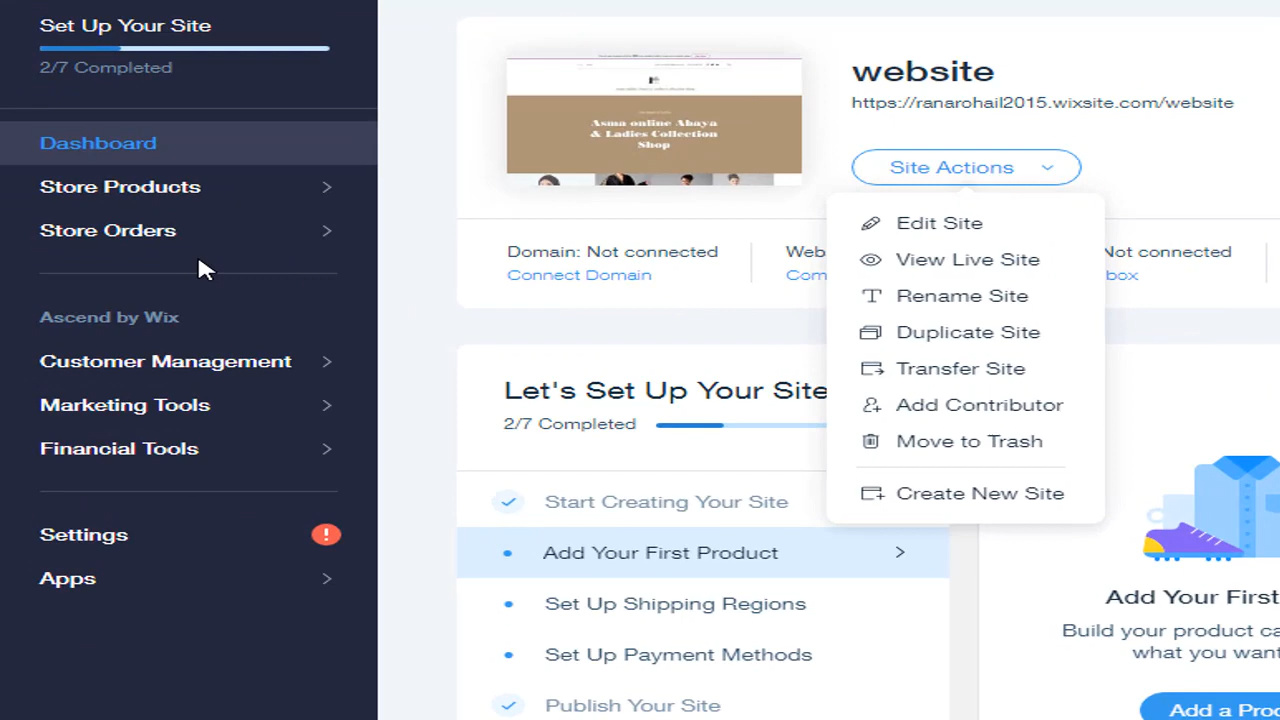 Set Up Your Site
2/7 Completed
Dashboard
Store Products
Store Orders
Ascend by Wix
Customer Management
Marketing Tools
Financial Tools
Settings
!
Apps
Asma online Abaya
& Ladies Collection
Shop
website
https://ranarohail2015.wixsite.com/website
Site Actions
Edit Site
View Live Site
Rename Site
Duplicate Site
Transfer Site
Add Contributor
Move to Trash
Create New Site
Domain: Not connected
Connect Domain
Web
Com
Not connected
box
Let's Set Up Your Site
2/7 Completed
Start Creating Your Site
Add Your First Product
Set Up Shipping Regions
Set Up Payment Methods
Publish Your Site
Add Your First
Build your product ca
what you want
Add a Proc